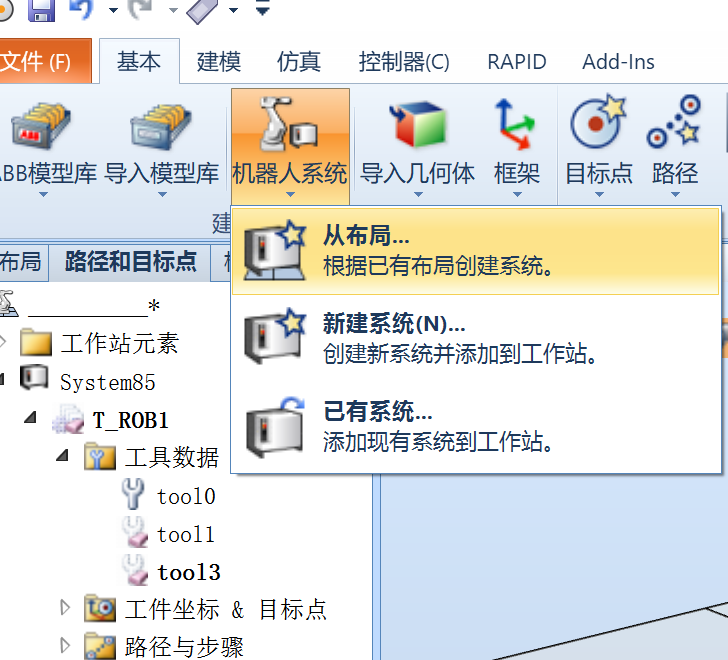 文件 (F) 基本 建模 仿真 控制器(C) RAPID Add-Ins
ABB
ABB模型库 导入模型库 机器人系统 导入几何体 框架 目标点 路径
建
布局 路径和目标点
从布局...
根据已有布局创建系统。
新建系统(N)...
创建新系统并添加到工作站。
已有系统...
添加现有系统到工作站。
__________*
工作站元素
System85
T_ROB1
工具数据
tool0
tool1
tool3
工件坐标 & 目标点
路径与步骤